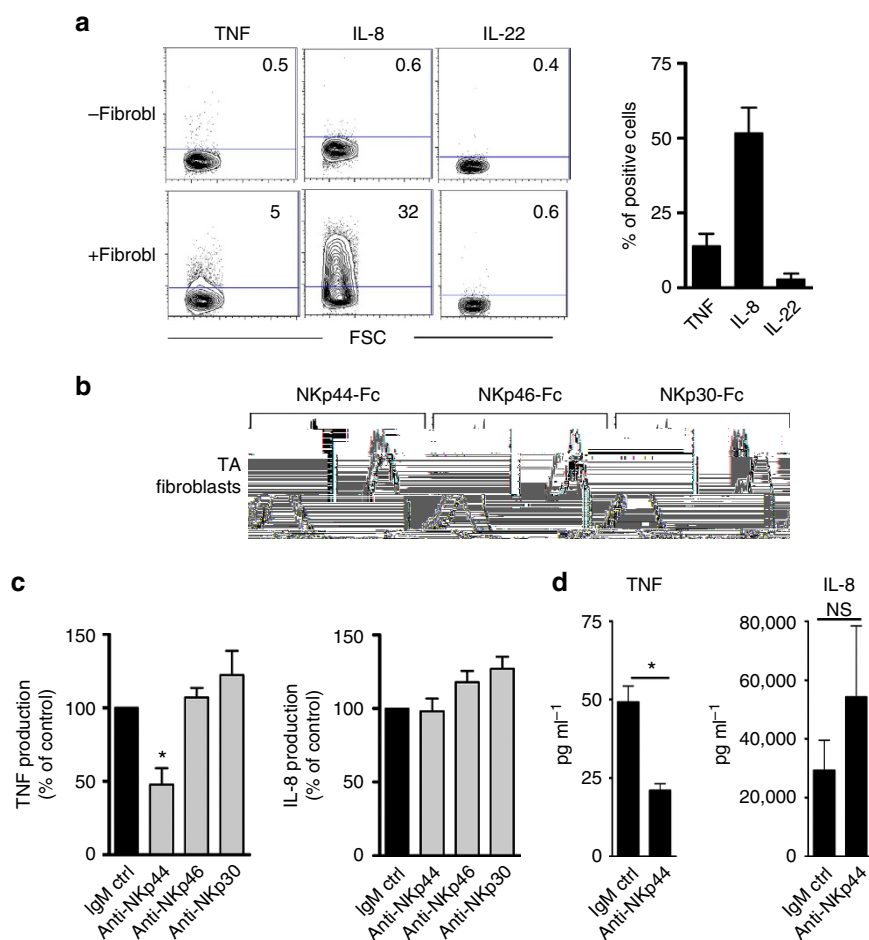 a
TNF IL-8 IL-22
–Fibrobl
0.5 0.6 0.4
+Fibrobl
5 32 0.6
FSC
% of positive cells
75
50
25
0
TNF IL-8 IL-22
b
NKp44-Fc NKp46-Fc NKp30-Fc
TA
fibroblasts
c
TNF production
(% of control)
150
100
50
0
*
IgM ctrl Anti-NKp44 Anti-NKp46 Anti-NKp30
IL-8 production
(% of control)
150
100
50
0
IgM ctrl Anti-NKp44 Anti-NKp46 Anti-NKp30
d
TNF
pg ml–1
75
50
25
0
*
IgM ctrl Anti-NKp44
IL-8
NS
pg ml–1
80,000
60,000
40,000
20,000
0
IgM ctrl Anti-NKp44